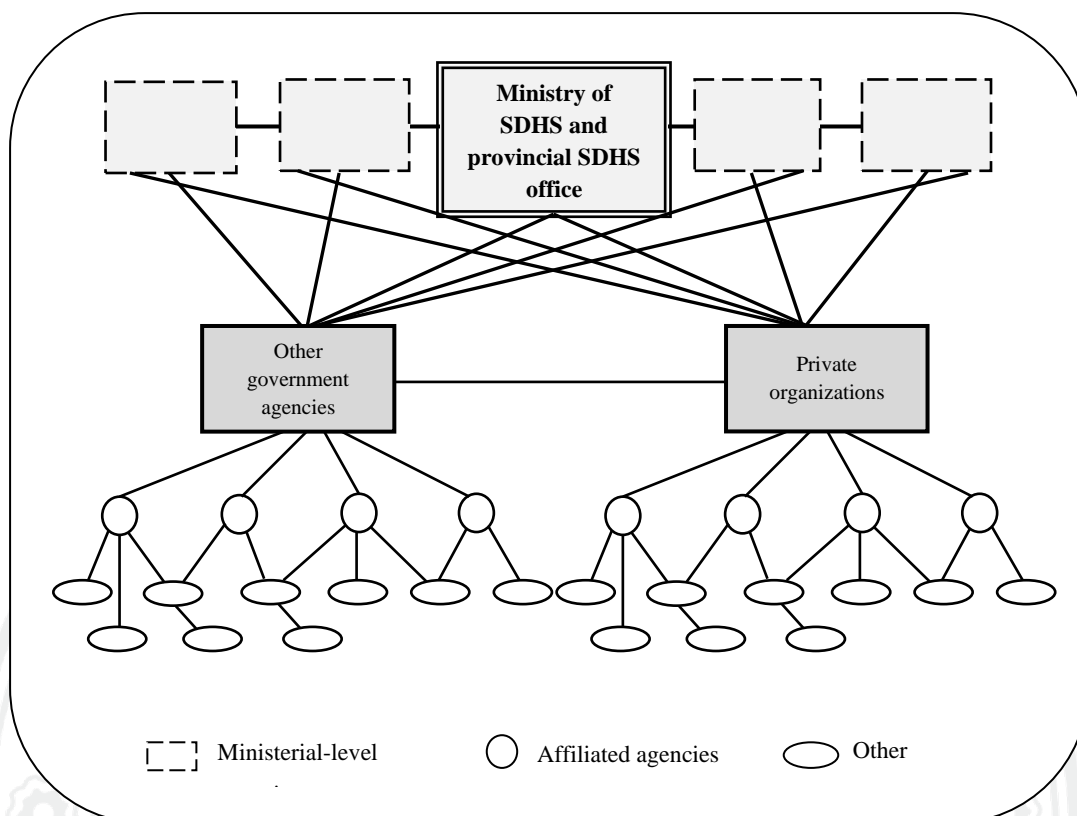 Ministry of
SDHS and
provincial SDHS
office
Other
government
agencies
Private
organizations
Ministerial-level
Affiliated agencies
Other